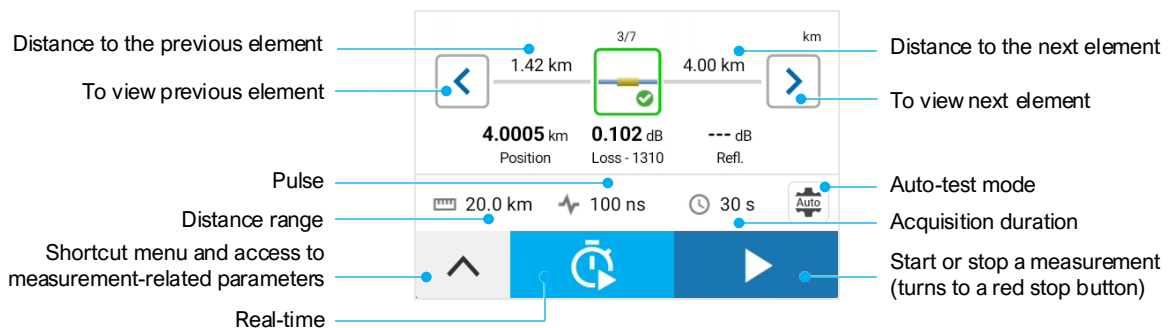 3/7
km
Distance to the previous element
Distance to the next element
1.42 km
4.00 km
To view previous element
To view next element
4.0005 km
0.102 dB
--- dB
Position
Loss - 1310
Refl.
Pulse
Auto-test mode
20.0 km
100 ns
30 s
Auto
Distance range
Acquisition duration
Shortcut menu and access to
measurement-related parameters
Start or stop a measurement
(turns to a red stop button)
Real-time